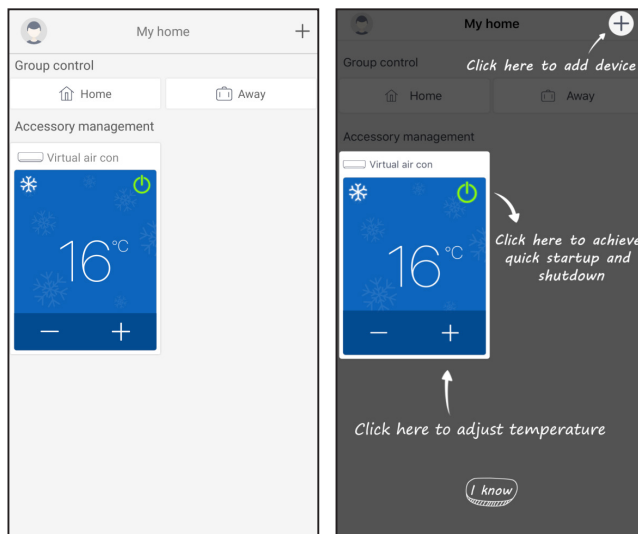 My home
Group control
Home
Away
Accessory management
Virtual air con
16°C
My home
Click here to add device
Group control
Home
Away
Accessory management
Virtual air con
16°C
Click here to achieve
quick startup and
shutdown
Click here to adjust temperature
I know